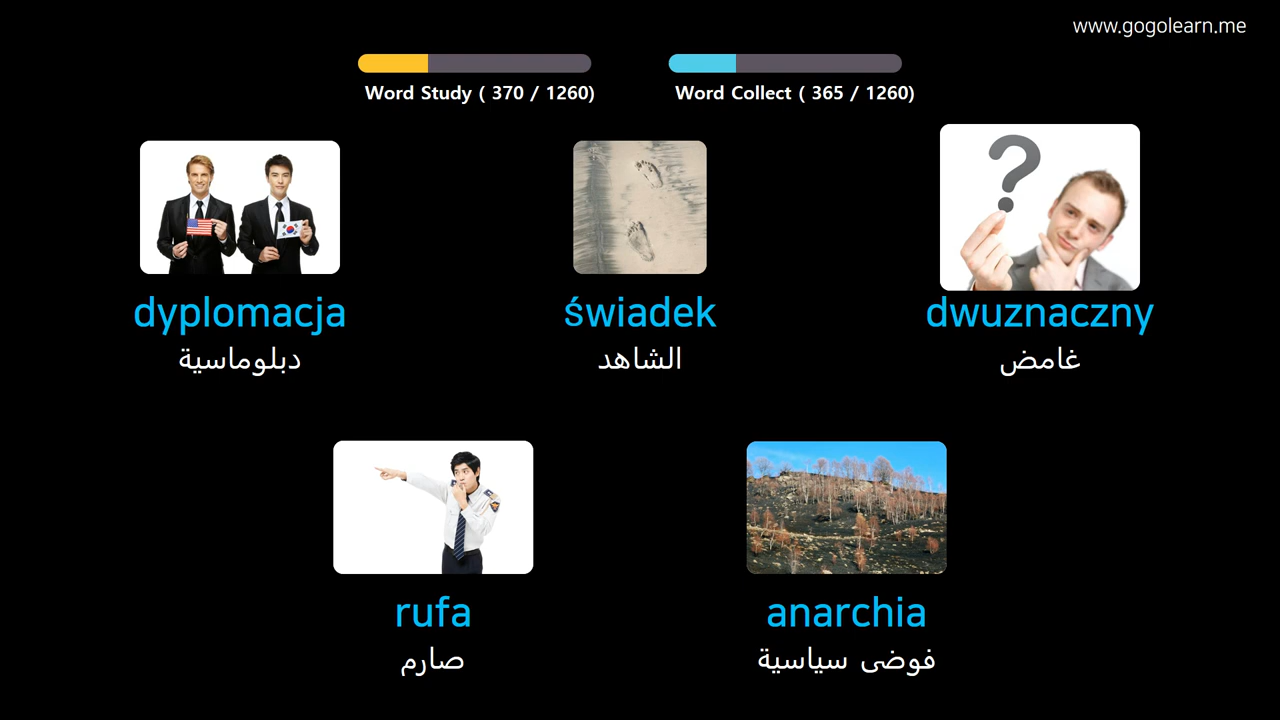 www.gogolearn.me
Word Study ( 370 / 1260)
Word Collect ( 365 / 1260)
dyplomacja
دبلوماسية
świadek
الشاهد
dwuznaczny
غامض
rufa
صارم
anarchia
فوضى سياسية